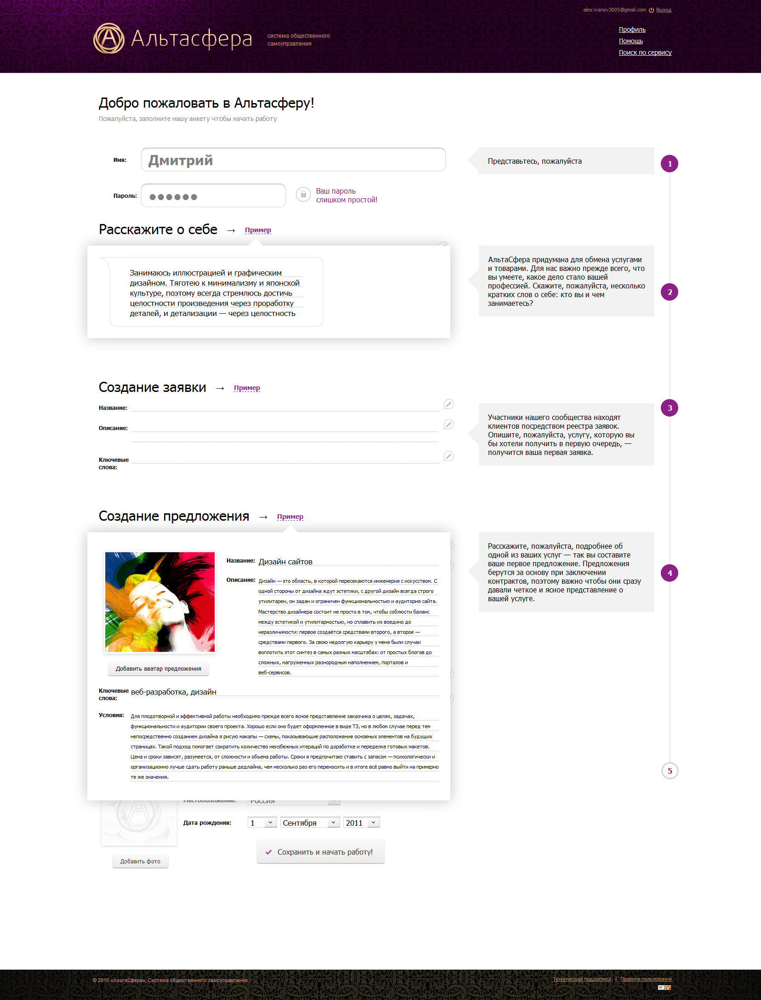 alex ivanov3005@gmail.com Выход
Альтасфера
система общественного
самоуправления
Профиль
Помощь
Поиск по сервису
Добро пожаловать в Альтасферу!
Пожалуйста, заполните нашу анкету чтобы начать работу
Имя: Дмитрий
Представьтесь, пожалуйста
1
Пароль: ●●●●●●
Ваш пароль
слишком простой!
Расскажите о себе → Пример
Занимаюсь иллюстрацией и графическим
дизайном. Тяготею к минимализму и японской
культуре, поэтому всегда стремлюсь достичь
целостности произведения через проработку
деталей, и детализации — через целостность
АльтаСфера придумана для обмена услугами
и товарами. Для нас важно прежде всего, что
вы умеете, какое дело стало вашей
профессией. Скажите, пожалуйста, несколько
кратких слов о себе: кто вы и чем
занимаетесь?
2
Создание заявки → Пример
Название:
Описание:
Ключевые
слова:
3
Участники нашего сообщества находят
клиентов посредством реестра заявок.
Опишите, пожалуйста, услугу, которую вы
бы хотели получить в первую очередь, —
получится ваша первая заявка.
Создание предложения → Пример
Название: Дизайн сайтов
Описание: Дизайн — это область, в которой пересекаются инженерия с искусством. С
одной стороны от дизайна ждут эстетики, с другой дизайн всегда строго
утилитарен, он задан и ограничен функциональностью и аудитория сайта.
Мастерство дизайнера состоит не просто в том, чтобы соблюсти баланс
между эстетикой и утилитарностью, но сплавить их воедино до
неразличимости: первое создаётся средствами второго, а второе —
средствами первого. За свою недолгую карьеру у меня были случаи
воплотить этот синтез в самых разных масштабах: от простых блогов до
сложных, нагруженных разнородным наполнением, порталов и
веб-сервисов.
Добавить аватар предложения
Ключевые
слова:
веб-разработка, дизайн
Условия: Для плодотворной и эффективной работы необходимо прежде всего ясное представление заказчика о целях, задачах,
функциональности и аудитории своего проекта. Хорошо если оно будет оформленное в виде ТЗ, но в любом случае перед тем
непосредственно созданием дизайна я рисую макапы — схемы, показывающие расположение основных элементов на будущих
страницах. Такой подход помогает сократить количество неизбежных итераций по доработке и переделке готовых макетов.
Цена и сроки зависят, разумеется, от сложности и объема работы. Сроки я предпочитаю ставить с запасом — психологически и
организационно лучше сдать работу раньше дедлайна, чем несколько раз его переносить и в итоге всё равно выйти на примерно
те же значения.
Расскажите, пожалуйста, подробнее об
одной из ваших услуг — так вы составите
ваше первое предложение. Предложения
берутся за основу при заключении
контрактов, поэтому важно чтобы они сразу
давали четкое и ясное представление о
вашей услуге.
4
5
Местоположение: Россия
Дата рождения: 1 Сентября 2011
Сохранить и начать работу!
Добавить фото
© 2010 «АльтаСфера». Система общественного самоуправления
Техническая поддержка | Правила пользования